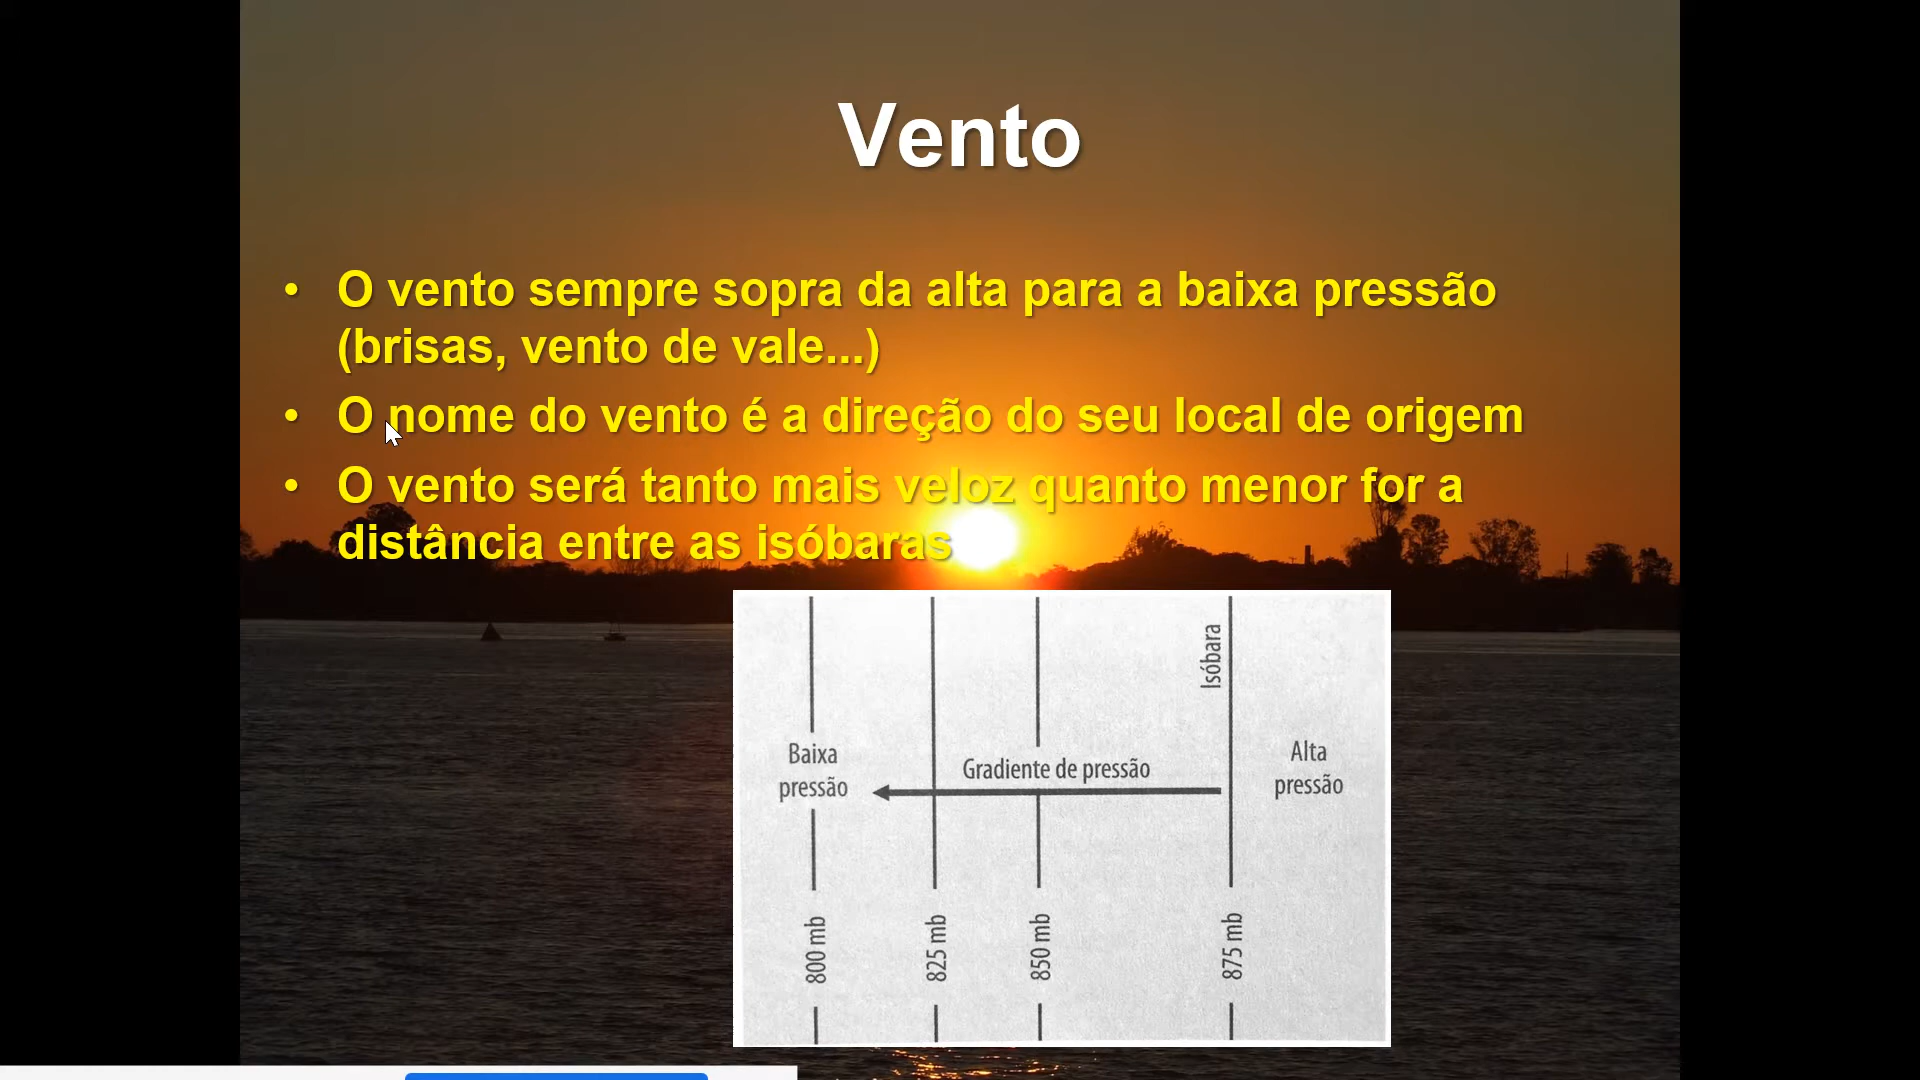 Vento
• O vento sempre sopra da alta para a baixa pressão
(brisas, vento de vale...)
• O nome do vento é a direção do seu local de origem
• O vento será tanto mais veloz quanto menor for a
distância entre as isóbaras
Isóbara
Baixa
pressão
Gradiente de pressão
Alta
pressão
800 mb
825 mb
850 mb
875 mb